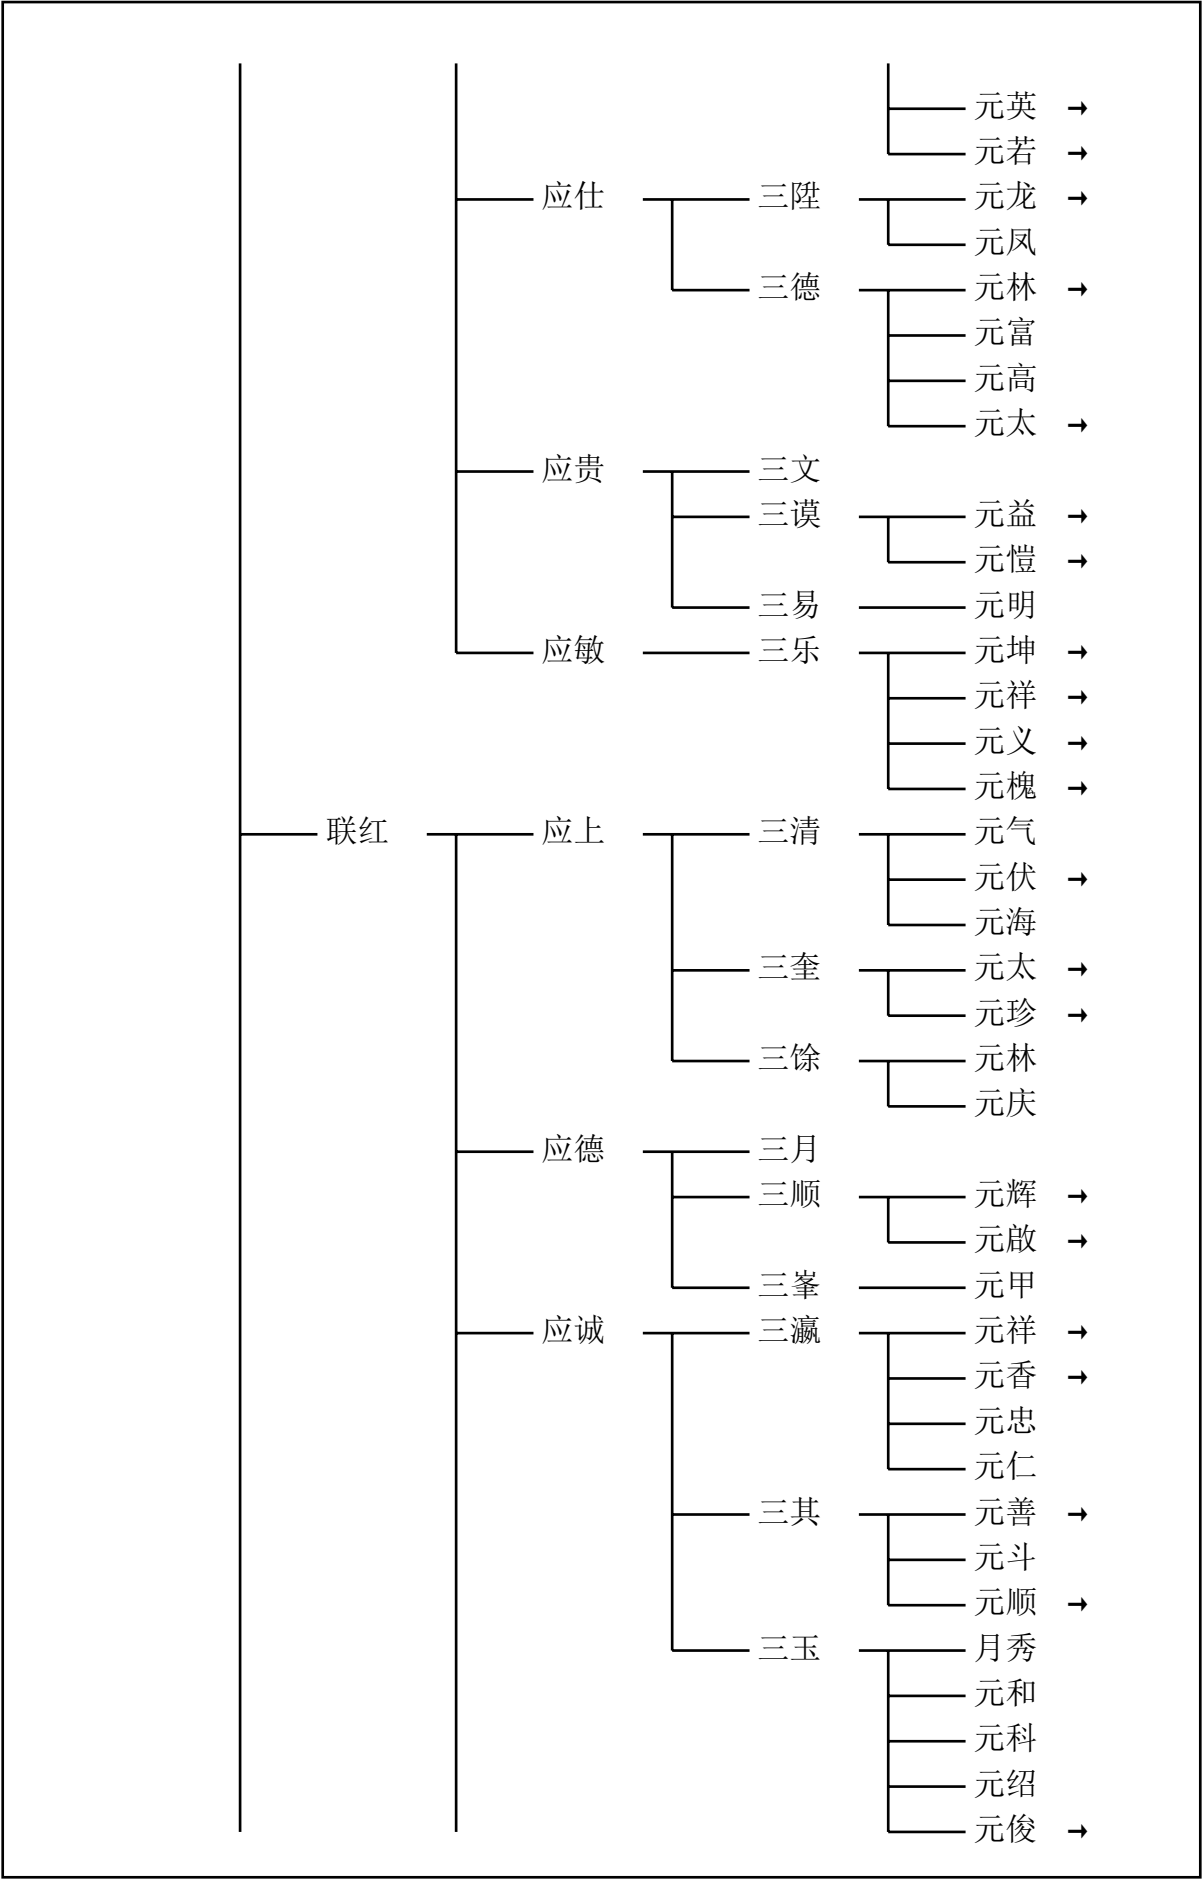 元英 →
元若 →
应仕 三陞 元龙 →
元凤
三德 元林 →
元富
元高
元太 →
应贵 三文
三谟 元益 →
元愷 →
三易 元明
应敏 三乐 元坤 →
元祥 →
元义 →
元槐 →
联红 应上 三清 元气
元伏 →
元海
三奎 元太 →
元珍 →
三馀 元林
元庆
应德 三月
三顺 元辉 →
元啟 →
三峯 元甲
应诚 三瀛 元祥 →
元香 →
元忠
元仁
三其 元善 →
元斗
元顺 →
三玉 月秀
元和
元科
元绍
元俊 →